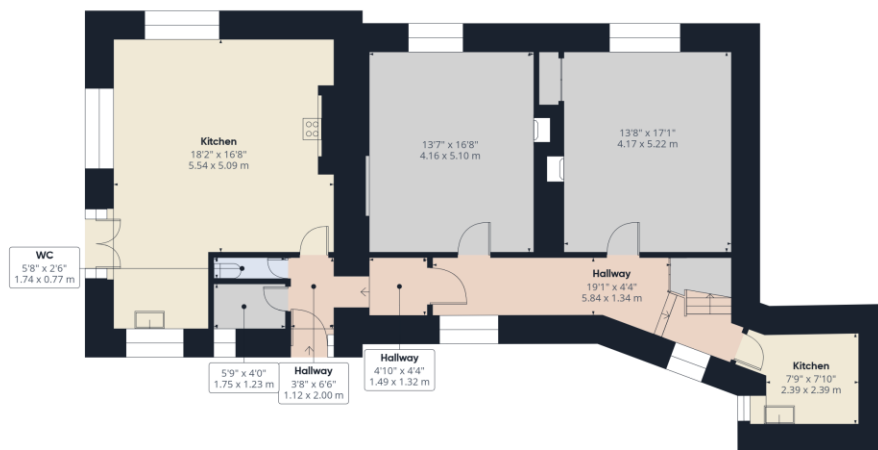 Kitchen
18'2" x 16'8"
5.54 x 5.09 m
13'7" x 16'8"
4.16 x 5.10 m
13'8" x 17'1"
4.17 x 5.22 m
WC
5'8" x 2'6"
1.74 x 0.77 m
Hallway
19'1" x 4'4"
5.84 x 1.34 m
5'9" x 4'0"
1.75 x 1.23 m
Hallway
3'8" x 6'6"
1.12 x 2.00 m
Hallway
4'10" x 4'4"
1.49 x 1.32 m
Kitchen
7'9" x 7'10"
2.39 x 2.39 m